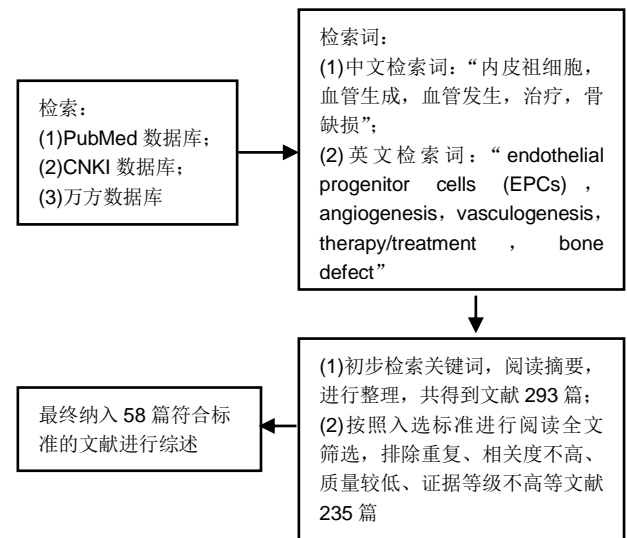 检索：
(1)PubMed 数据库；
(2)CNKI 数据库；
(3)万方数据库
检索词：
(1)中文检索词：“内皮祖细胞，
血管生成，血管发生，治疗，骨
缺损”；
(2)英文检索词：“endothelial
progenitor cells (EPCs)，
angiogenesis，vasculogenesis，
therapy/treatment ， bone
defect”
(1)初步检索关键词，阅读摘要，
进行整理，共得到文献 293 篇；
(2)按照入选标准进行阅读全文
筛选，排除重复、相关度不高、
质量较低、证据等级不高等文献
235 篇
最终纳入 58 篇符合标
准的文献进行综述